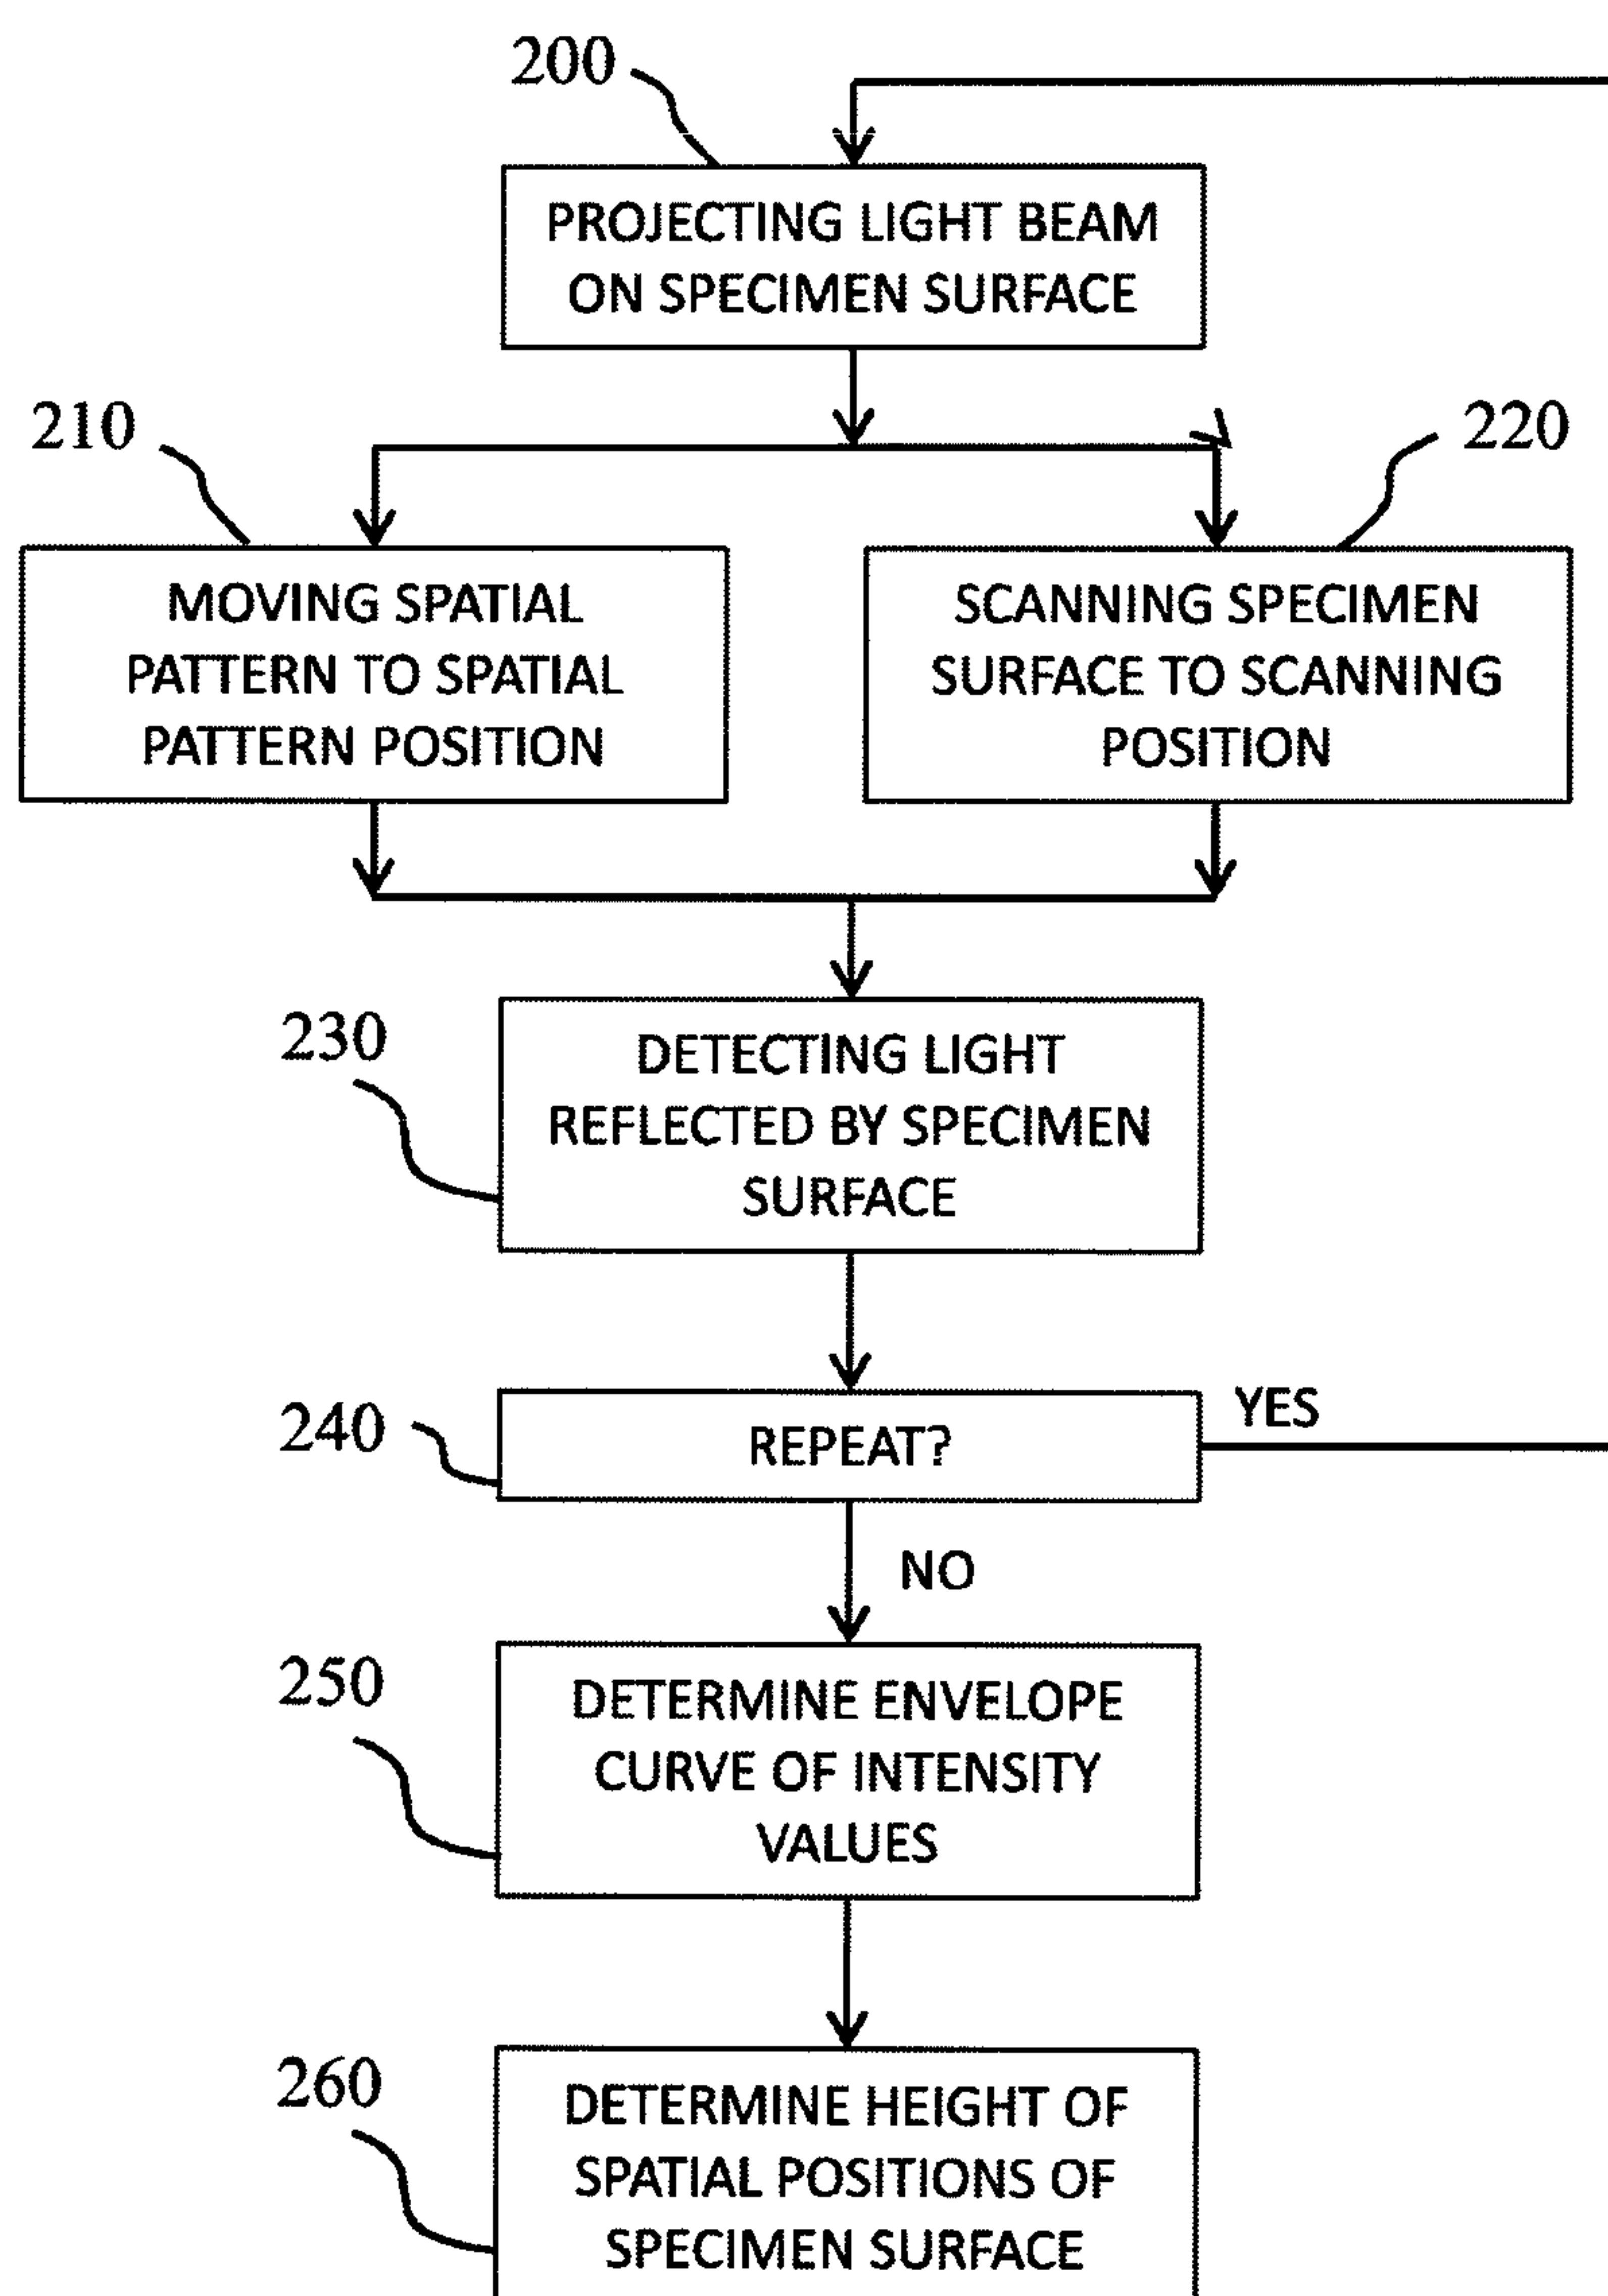 200
PROJECTING LIGHT BEAM
ON SPECIMEN SURFACE
210
220
MOVING SPATIAL
PATTERN TO SPATIAL
PATTERN POSITION
SCANNING SPECIMEN
SURFACE TO SCANNING
POSITION
230
DETECTING LIGHT
REFLECTED BY SPECIMEN
SURFACE
240
REPEAT?
YES
NO
250
DETERMINE ENVELOPE
CURVE OF INTENSITY
VALUES
260
DETERMINE HEIGHT OF
SPATIAL POSITIONS OF
SPECIMEN SURFACE